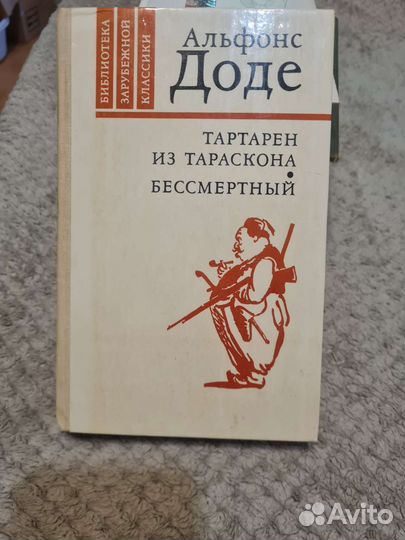 БИБЛИОТЕКА
ЗАРУБЕЖНОЙ
КЛАССИКИ
Альфонс
Доде
ТАРТАРЕН
ИЗ ТАРАСКОНА
•
БЕССМЕРТНЫЙ
Avito